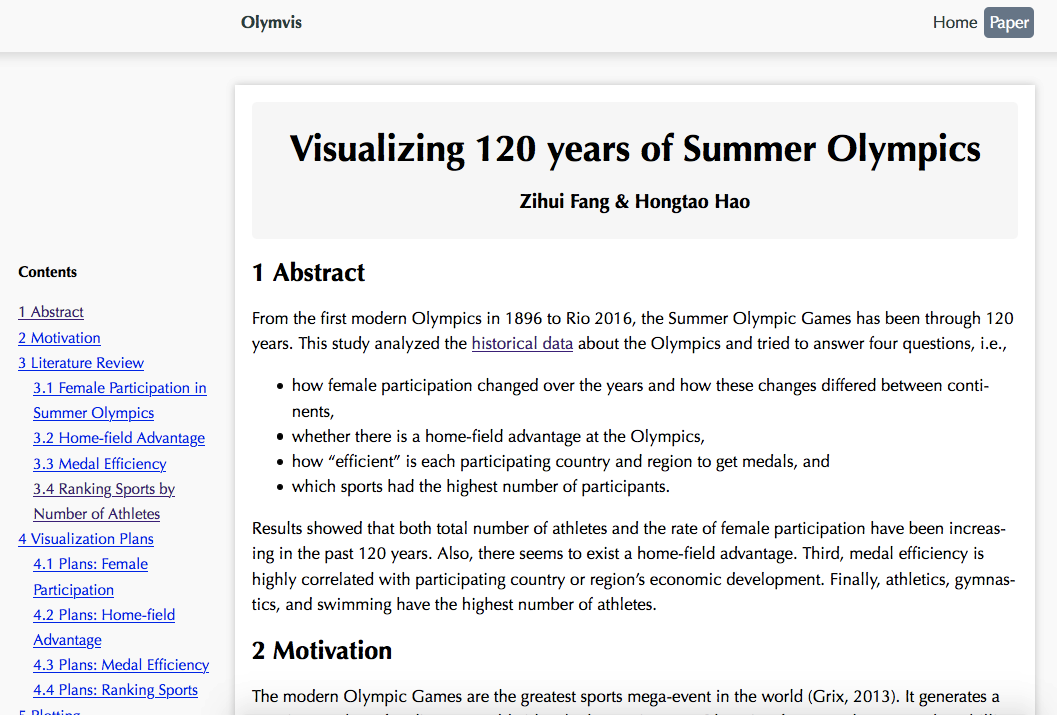 Olymvis
Home
Paper
Contents
1 Abstract
2 Motivation
3 Literature Review
3.1 Female Participation in
Summer Olympics
3.2 Home-field Advantage
3.3 Medal Efficiency
3.4 Ranking Sports by
Number of Athletes
4 Visualization Plans
4.1 Plans: Female
Participation
4.2 Plans: Home-field
Advantage
4.3 Plans: Medal Efficiency
4.4 Plans: Ranking Sports
5 Plotting
Visualizing 120 years of Summer Olympics
Zihui Fang & Hongtao Hao
1 Abstract
From the first modern Olympics in 1896 to Rio 2016, the Summer Olympic Games has been through 120
years. This study analyzed the historical data about the Olympics and tried to answer four questions, i.e.,
• how female participation changed over the years and how these changes differed between conti-
nents,
• whether there is a home-field advantage at the Olympics,
• how “efficient” is each participating country and region to get medals, and
• which sports had the highest number of participants.
Results showed that both total number of athletes and the rate of female participation have been increas-
ing in the past 120 years. Also, there seems to exist a home-field advantage. Third, medal efficiency is
highly correlated with participating country or region’s economic development. Finally, athletics, gymnas-
tics, and swimming have the highest number of athletes.
2 Motivation
The modern Olympic Games are the greatest sports mega-event in the world (Grix, 2013). It generates a